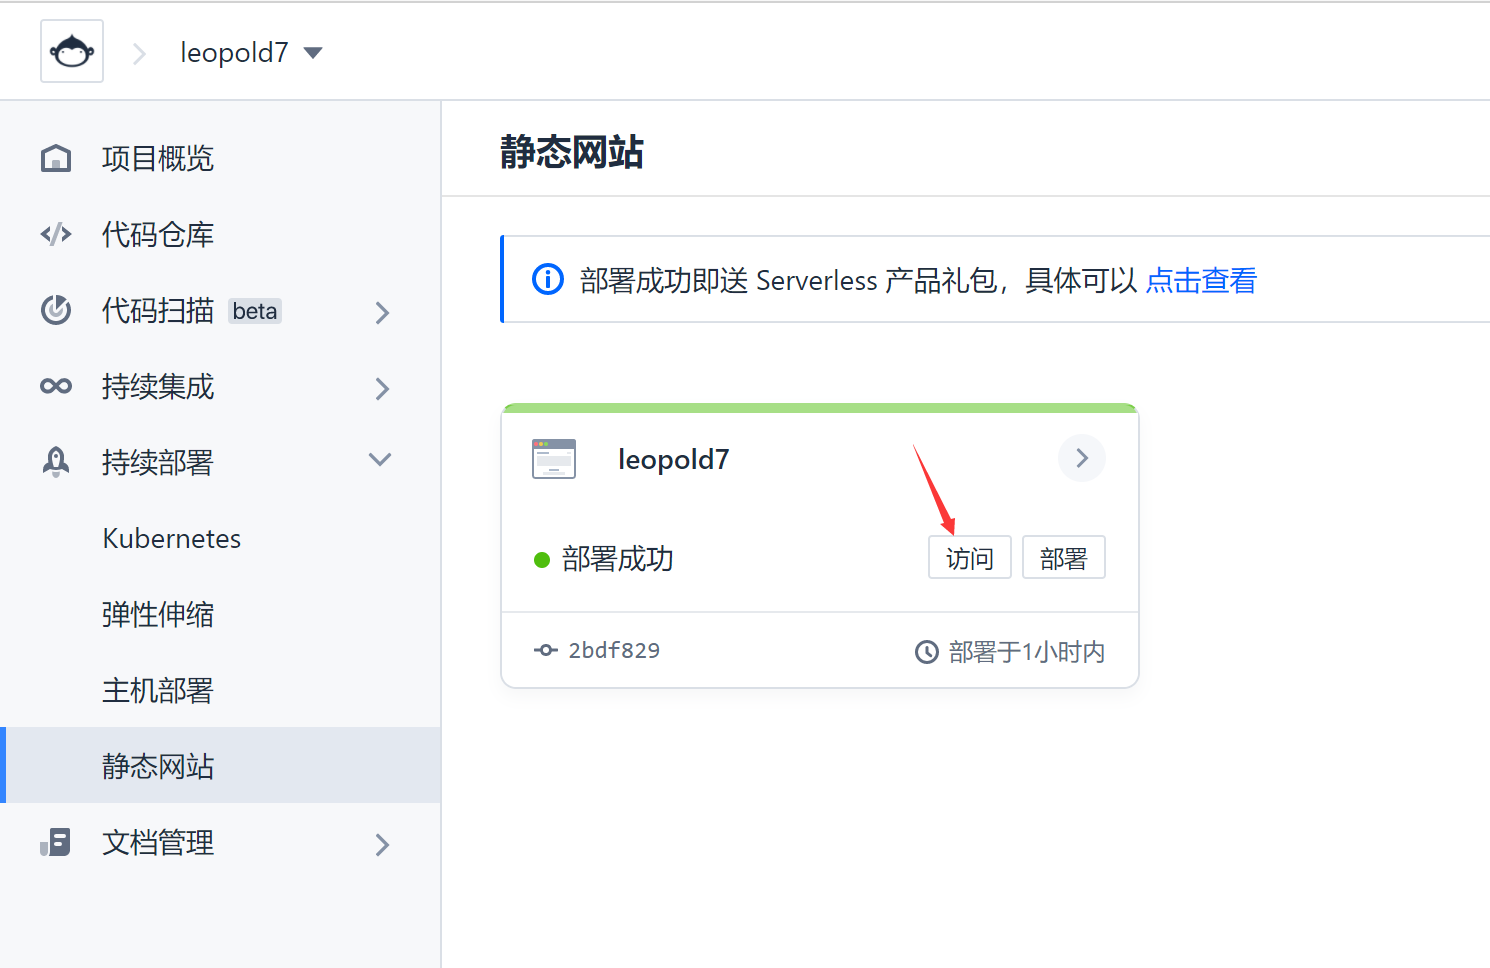 leopold7
项目概览
代码仓库
代码扫描 beta
持续集成
持续部署
Kubernetes
弹性伸缩
主机部署
静态网站
文档管理
静态网站
部署成功即送 Serverless 产品礼包，具体可以 点击查看
leopold7
部署成功 访问 部署
2bdf829 部署于1小时内